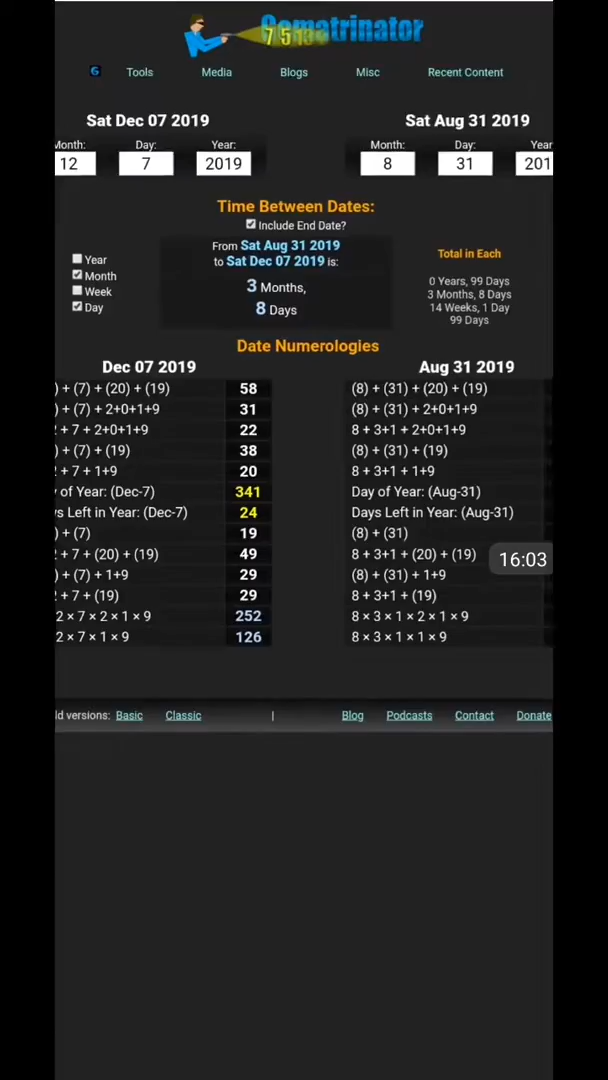 Gematrinator
Tools Media Blogs Misc Recent Content
Sat Dec 07 2019 Sat Aug 31 2019
Month: Day: Year: Month: Day: Year
12 7 2019 8 31 201
Time Between Dates:
Include End Date?
From Sat Aug 31 2019
to Sat Dec 07 2019 is:
3 Months,
8 Days
Year
Month
Week
Day
Total in Each
0 Years, 99 Days
3 Months, 8 Days
14 Weeks, 1 Day
99 Days
Date Numerologies
Dec 07 2019 Aug 31 2019
) + (7) + (20) + (19) 58 (8) + (31) + (20) + (19)
) + (7) + 2+0+1+9 31 (8) + (31) + 2+0+1+9
+ 7 + 2+0+1+9 22 8 + 3+1 + 2+0+1+9
) + (7) + (19) 38 (8) + (31) + (19)
+ 7 + 1+9 20 8 + 3+1 + 1+9
of Year: (Dec-7) 341 Day of Year: (Aug-31)
ys Left in Year: (Dec-7) 24 Days Left in Year: (Aug-31)
) + (7) 19 (8) + (31)
+ 7 + (20) + (19) 49 8 + 3+1 + (20) + (19)
16:03
) + (7) + 1+9 29 (8) + (31) + 1+9
+ 7 + (19) 29 8 + 3+1 + (19)
2 × 7 × 2 × 1 × 9 252 8 × 3 × 1 × 2 × 1 × 9
2 × 7 × 1 × 9 126 8 × 3 × 1 × 1 × 9
ld versions: Basic Classic | Blog Podcasts Contact Donate